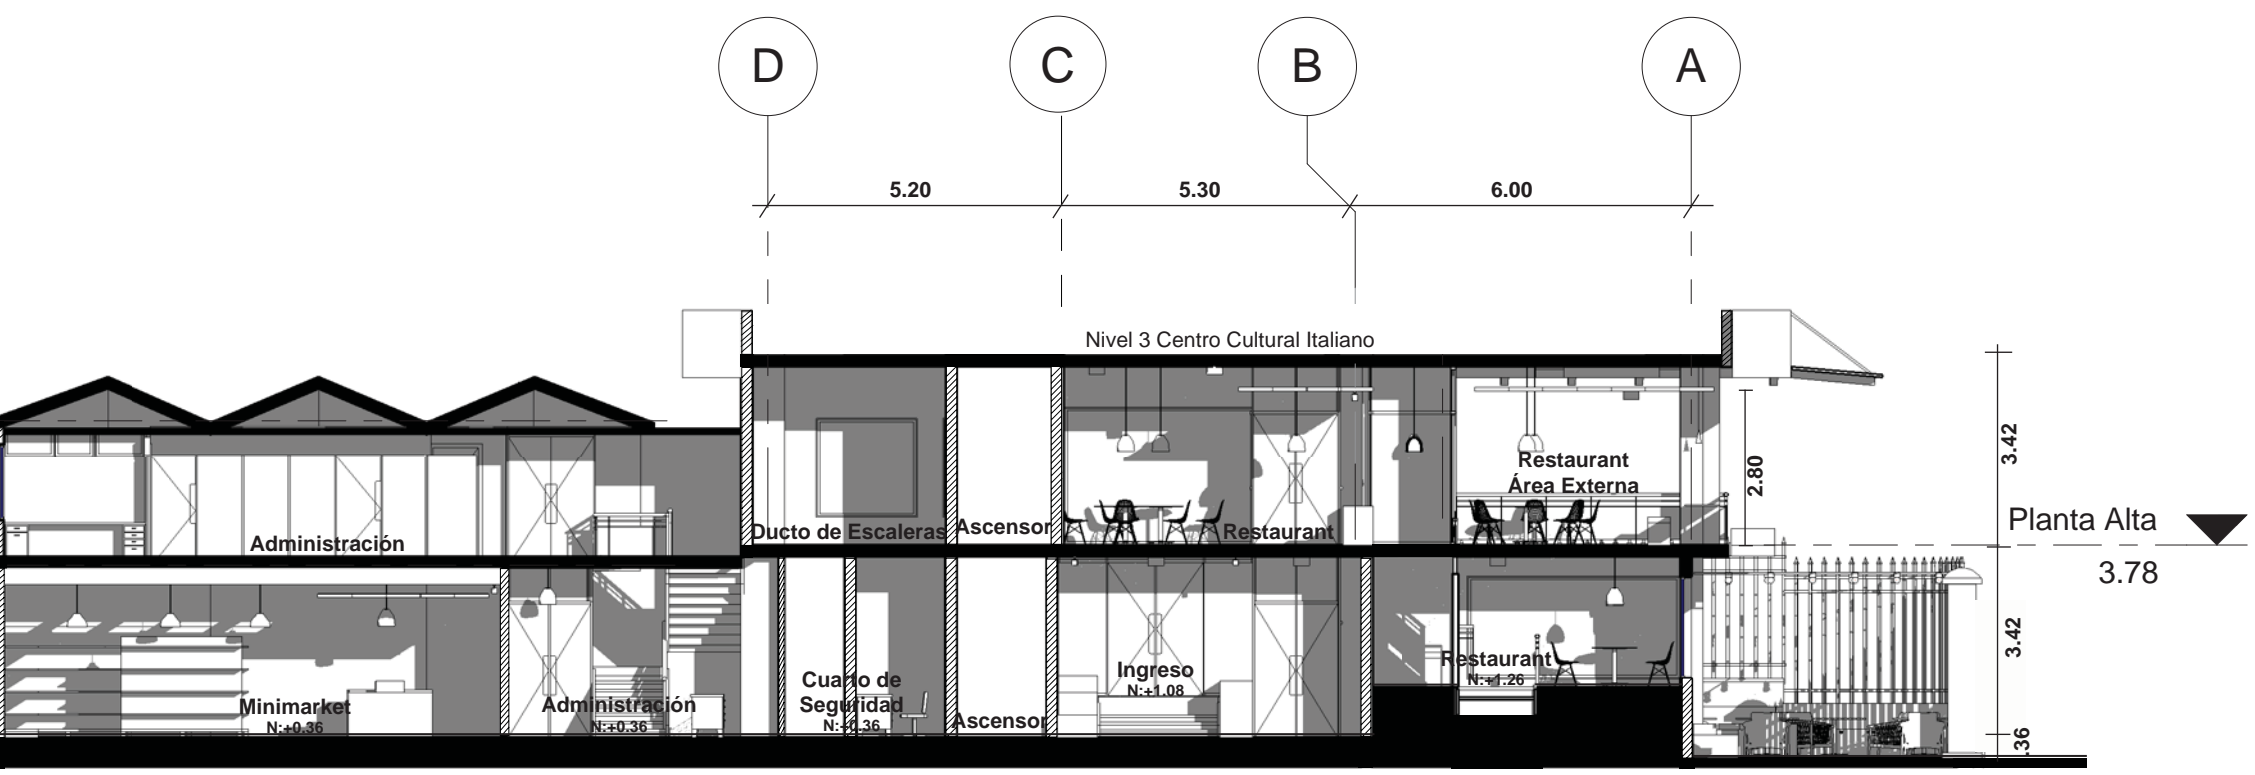 D
C
B
A
5.20
5.30
6.00
Nivel 3 Centro Cultural Italiano
3.42
2.80
Restaurant
Área Externa
Administración
Ducto de Escaleras
Ascensor
Restaurant
Planta Alta
3.78
3.42
.36
Minimarket
N:+0.36
Administración
N:+0.36
Cuarto de
Seguridad
N:+0.36
Ascensor
Ingreso
N:+1.08
Restaurant
N:+1.26